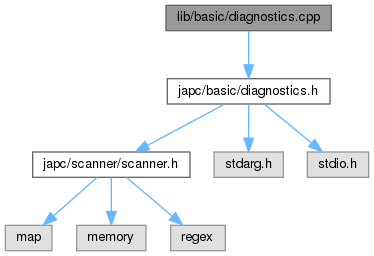 lib/basic/diagnostics.cpp
japc/basic/diagnostics.h
japc/scanner/scanner.h
stdarg.h
stdio.h
map
memory
regex